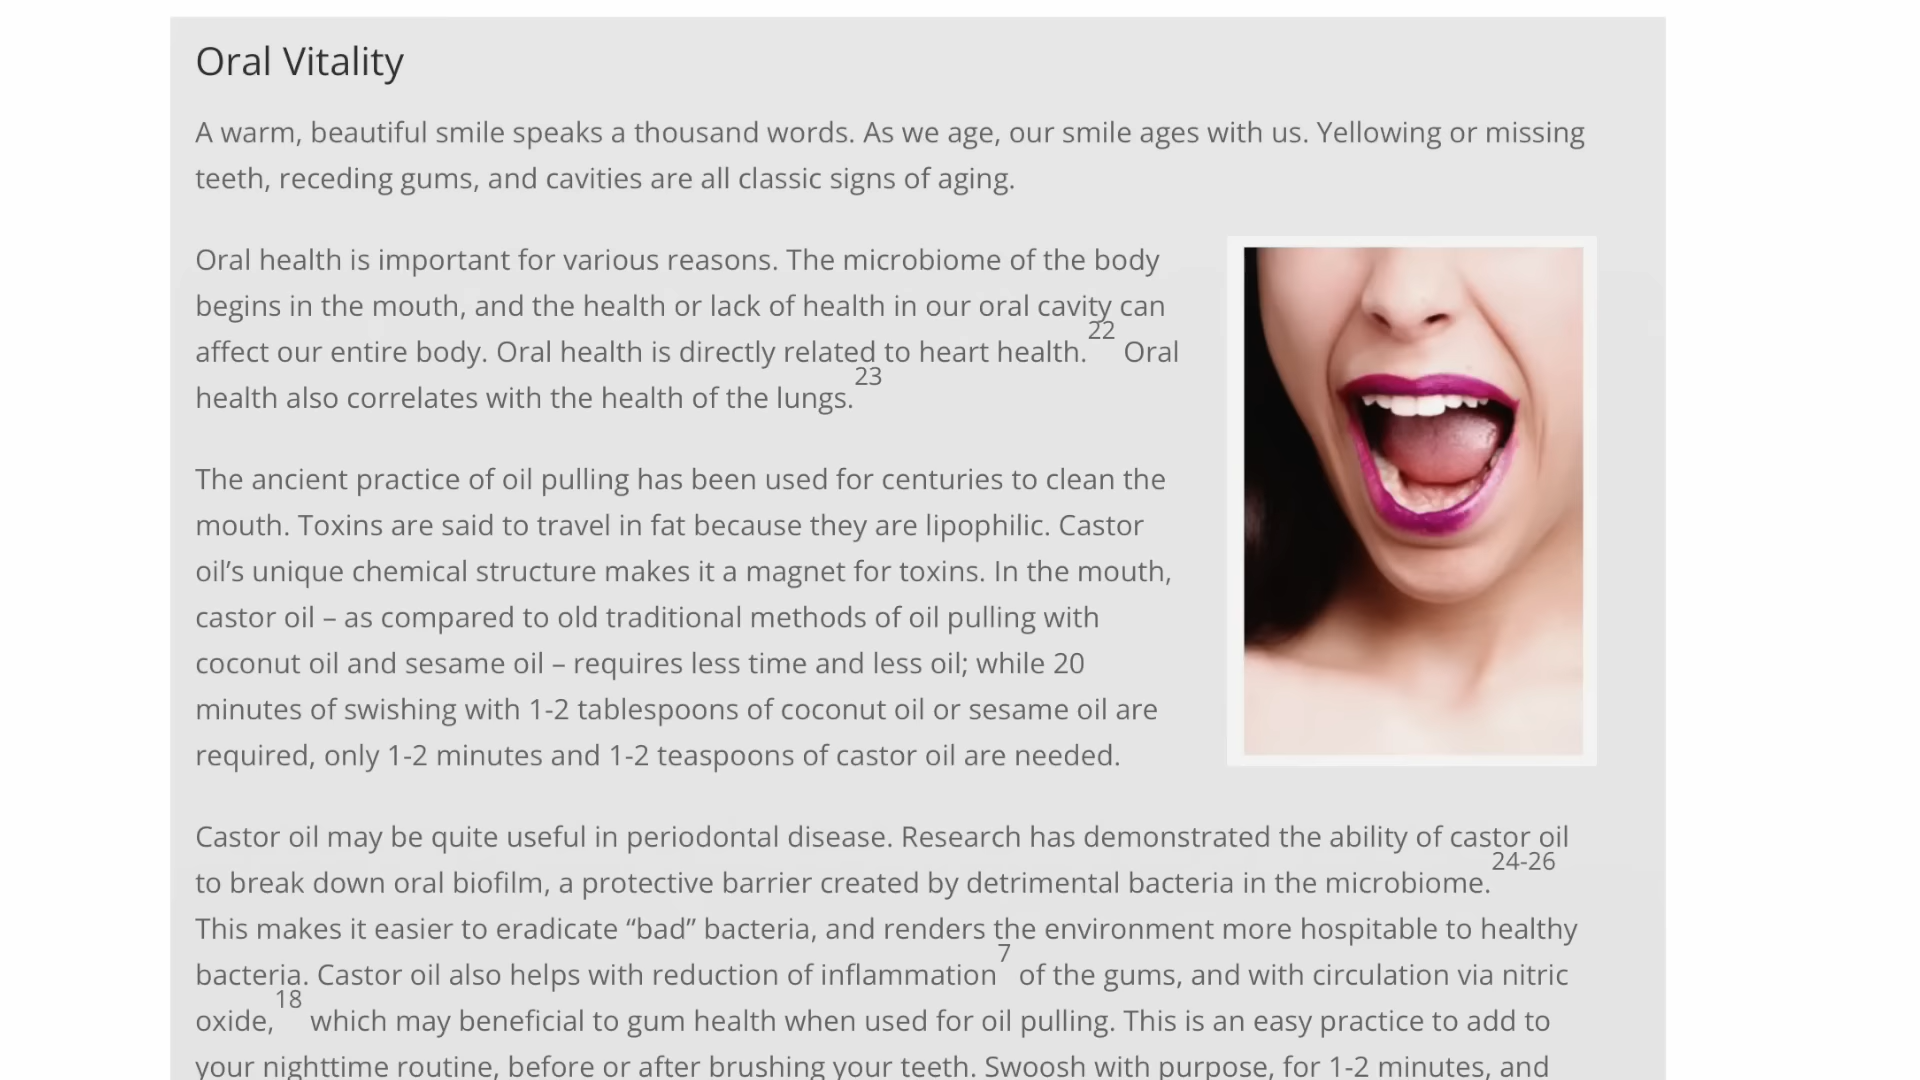 Oral Vitality
A warm, beautiful smile speaks a thousand words. As we age, our smile ages with us. Yellowing or missing
teeth, receding gums, and cavities are all classic signs of aging.
Oral health is important for various reasons. The microbiome of the body
begins in the mouth, and the health or lack of health in our oral cavity can
affect our entire body. Oral health is directly related to heart health.22 Oral
health also correlates with the health of the lungs.23
The ancient practice of oil pulling has been used for centuries to clean the
mouth. Toxins are said to travel in fat because they are lipophilic. Castor
oil’s unique chemical structure makes it a magnet for toxins. In the mouth,
castor oil – as compared to old traditional methods of oil pulling with
coconut oil and sesame oil – requires less time and less oil; while 20
minutes of swishing with 1-2 tablespoons of coconut oil or sesame oil are
required, only 1-2 minutes and 1-2 teaspoons of castor oil are needed.
Castor oil may be quite useful in periodontal disease. Research has demonstrated the ability of castor oil
to break down oral biofilm, a protective barrier created by detrimental bacteria in the microbiome.24-26
This makes it easier to eradicate “bad” bacteria, and renders the environment more hospitable to healthy
bacteria. Castor oil also helps with reduction of inflammation7 of the gums, and with circulation via nitric
oxide,18 which may beneficial to gum health when used for oil pulling. This is an easy practice to add to
your nighttime routine, before or after brushing your teeth. Swoosh with purpose, for 1-2 minutes, and